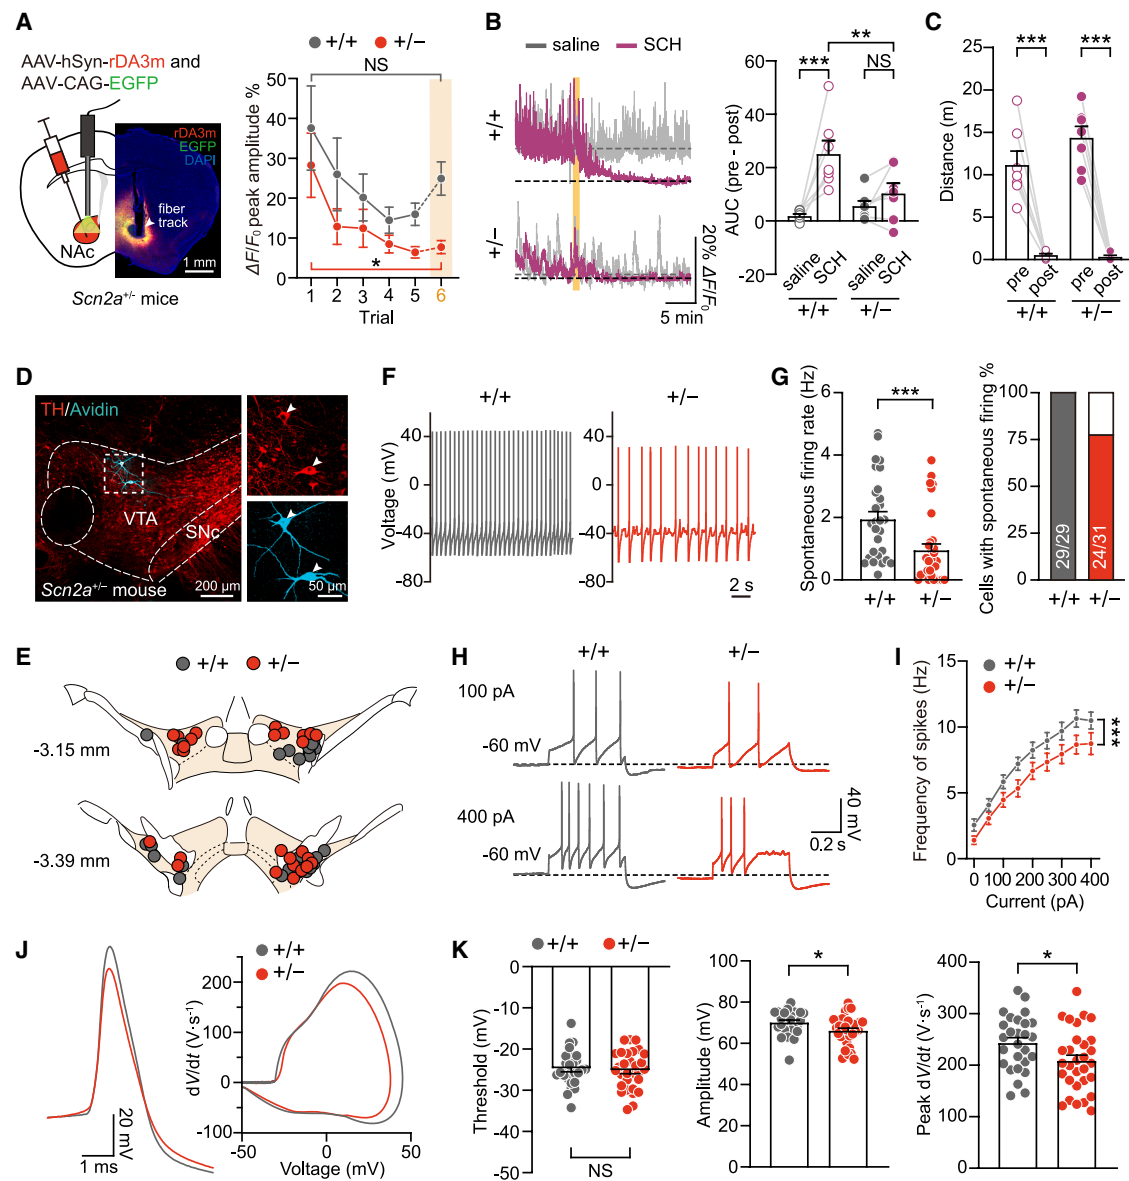 A
AAV-hSyn-rDA3m and
AAV-CAG-EGFP
rDA3m
EGFP
DAPI
fiber
track
NAc
1 mm
Scn2a+/- mice
+/+ +/−
NS
ΔF/F0 peak amplitude %
50
40
30
20
10
0
*
1 2 3 4 5 6
Trial
B
saline SCH
+/+
+/−
20% ΔF/F0
5 min
AUC (pre - post)
60
40
20
0
-20
*** ** NS
saline SCH saline SCH
+/+ +/−
C
Distance (m)
25
20
15
10
5
0
*** ***
pre post pre post
+/+ +/−
D
TH/Avidin
VTA
SNc
Scn2a+/- mouse
200 μm
50 μm
E
+/+ +/−
-3.15 mm
-3.39 mm
F
+/+ +/−
Voltage (mV)
40
0
-40
-80
40
0
-40
-80
2 s
G
Spontaneous firing rate (Hz)
6
4
2
0
***
+/+ +/−
Cells with spontaneous firing %
100
75
50
25
0
29/29
24/31
+/+ +/−
H
+/+ +/−
100 pA
-60 mV
400 pA
-60 mV
40 mV
0.2 s
I
+/+
+/−
Frequency of spikes (Hz)
15
10
5
0
***
0 100 200 300 400
Current (pA)
J
20 mV
1 ms
+/+
+/−
dV/dt (V·s-1)
200
100
0
-100
-50 0 50
Voltage (mV)
K
+/+ +/−
Threshold (mV)
0
-10
-20
-30
-40
-50
NS
Amplitude (mV)
100
80
60
40
20
0
*
Peak dV/dt (V·s-1)
400
300
200
100
0
*